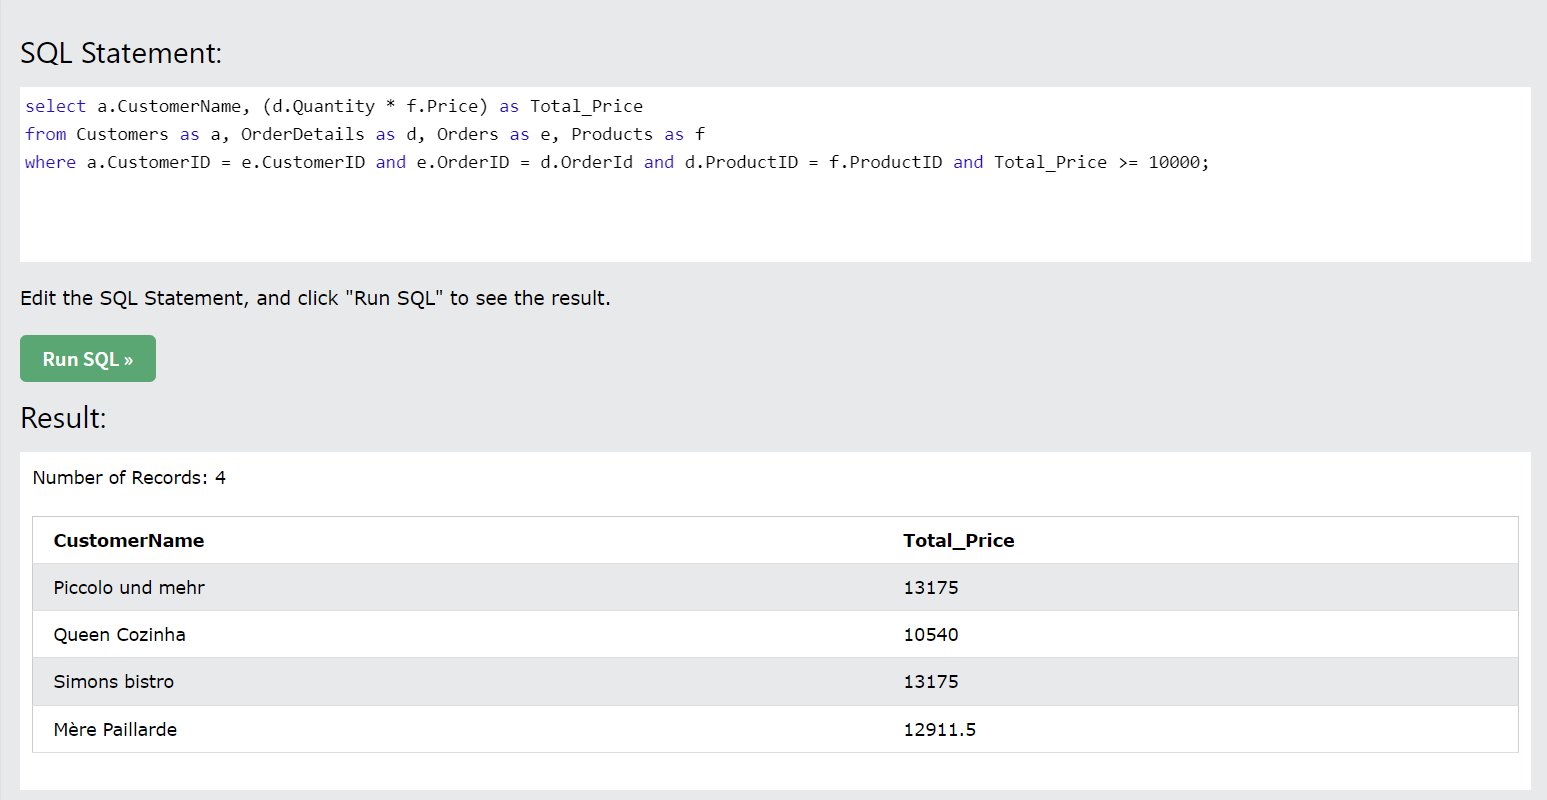 SQL Statement:
select a.CustomerName, (d.Quantity * f.Price) as Total_Price
from Customers as a, OrderDetails as d, Orders as e, Products as f
where a.CustomerID = e.CustomerID and e.OrderID = d.OrderId and d.ProductID = f.ProductID and Total_Price >= 10000;
Edit the SQL Statement, and click "Run SQL" to see the result.
Run SQL »
Result:
Number of Records: 4
CustomerName Total_Price
Piccolo und mehr 13175
Queen Cozinha 10540
Simons bistro 13175
Mère Paillarde 12911.5